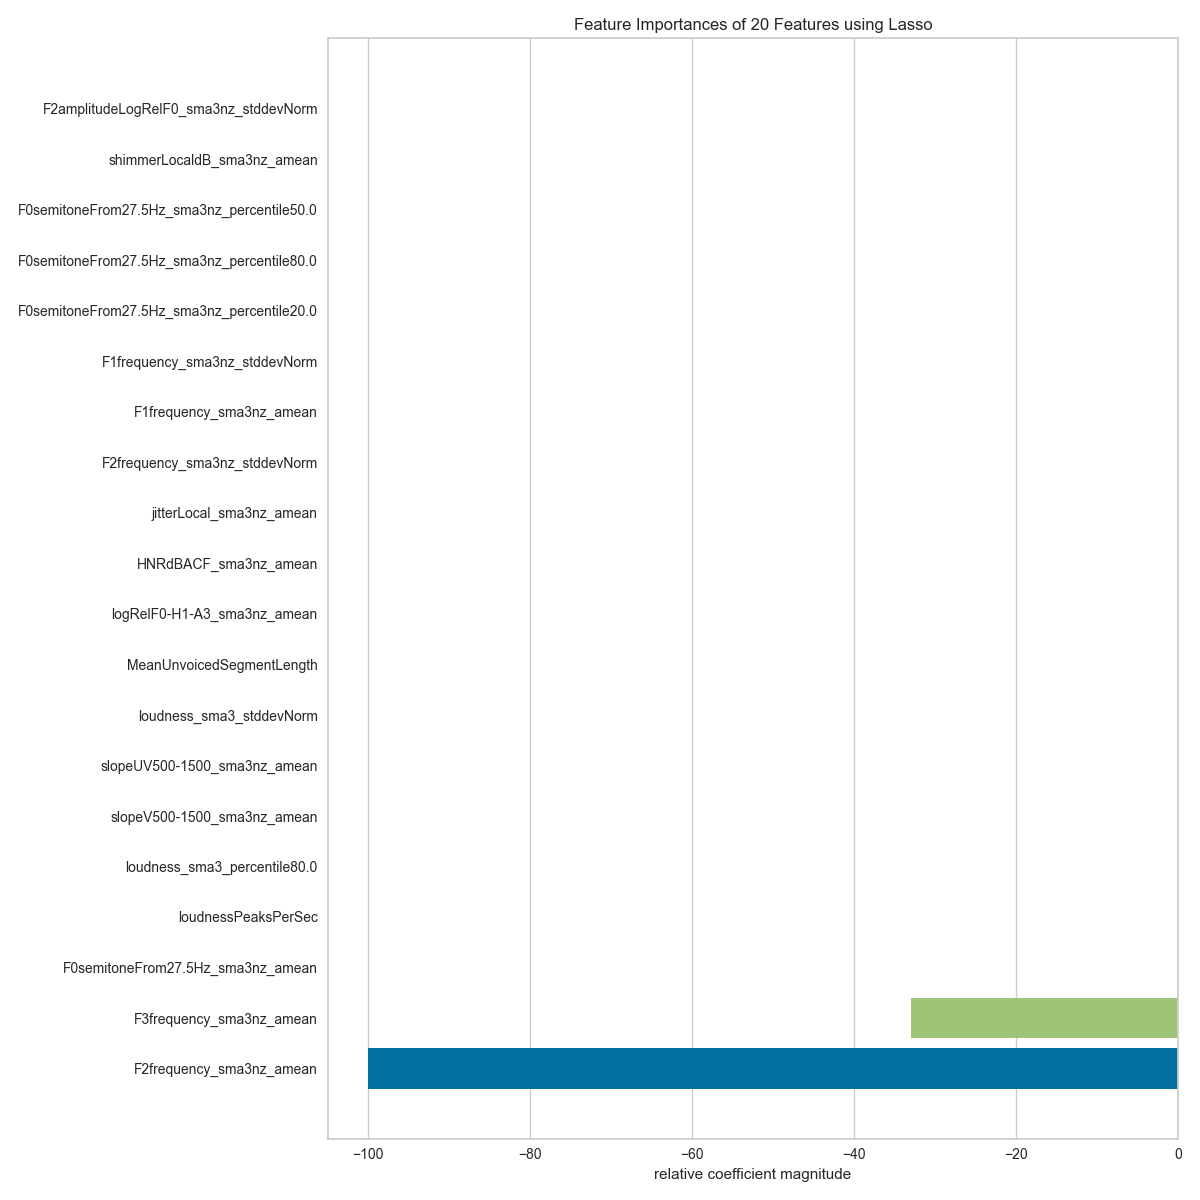 Feature Importances of 20 Features using Lasso
F2amplitudeLogRelF0_sma3nz_stddevNorm
shimmerLocaldB_sma3nz_amean
F0semitoneFrom27.5Hz_sma3nz_percentile50.0
F0semitoneFrom27.5Hz_sma3nz_percentile80.0
F0semitoneFrom27.5Hz_sma3nz_percentile20.0
F1frequency_sma3nz_stddevNorm
F1frequency_sma3nz_amean
F2frequency_sma3nz_stddevNorm
jitterLocal_sma3nz_amean
HNRdBACF_sma3nz_amean
logRelF0-H1-A3_sma3nz_amean
MeanUnvoicedSegmentLength
loudness_sma3_stddevNorm
slopeUV500-1500_sma3nz_amean
slopeV500-1500_sma3nz_amean
loudness_sma3_percentile80.0
loudnessPeaksPerSec
F0semitoneFrom27.5Hz_sma3nz_amean
F3frequency_sma3nz_amean
F2frequency_sma3nz_amean
−100 −80 −60 −40 −20 0
relative coefficient magnitude